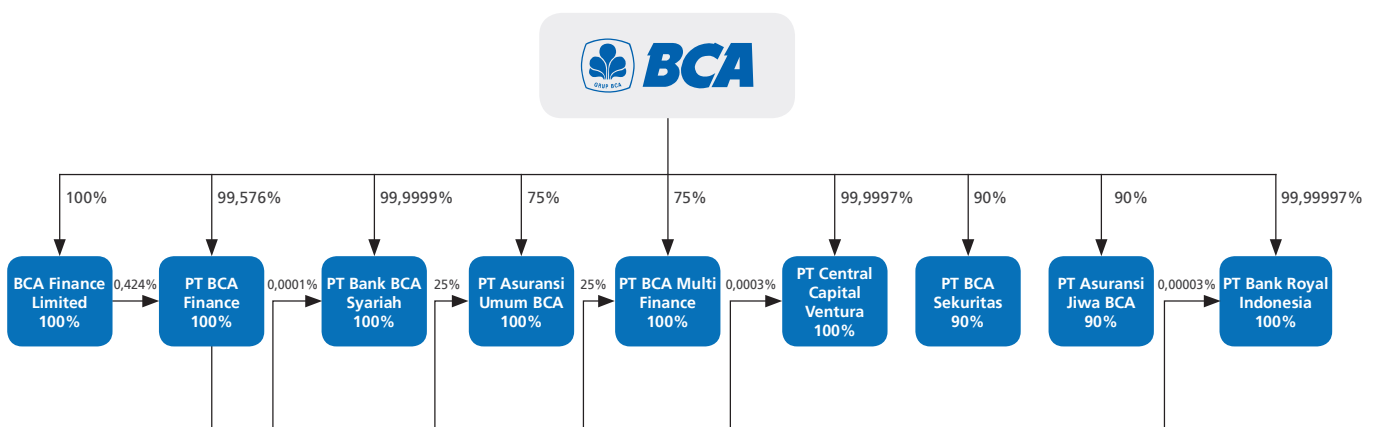 GRUP BCA
BCA
100%
99,576%
99,9999%
75%
75%
99,9997%
90%
90%
99,99997%
BCA Finance
Limited
100%
0,424%
PT BCA
Finance
100%
0,0001%
PT Bank BCA
Syariah
100%
25%
PT Asuransi
Umum BCA
100%
25%
PT BCA Multi
Finance
100%
0,0003%
PT Central
Capital
Ventura
100%
PT BCA
Sekuritas
90%
PT Asuransi
Jiwa BCA
90%
0,00003%
PT Bank Royal
Indonesia
100%